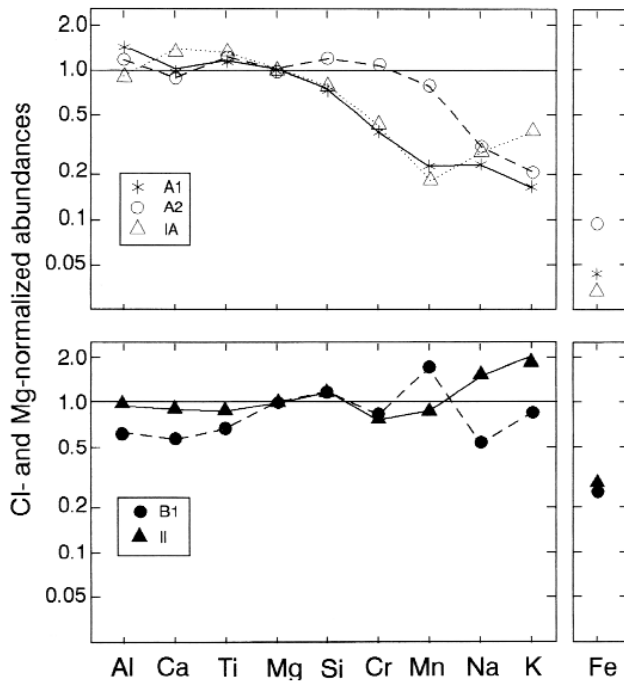 CI- and Mg-normalized abundances
2.0
1.0
0.5
0.2
0.1
0.05
A1
A2
IA
2.0
1.0
0.5
0.2
0.1
0.05
B1
II
Al Ca Ti Mg Si Cr Mn Na K Fe